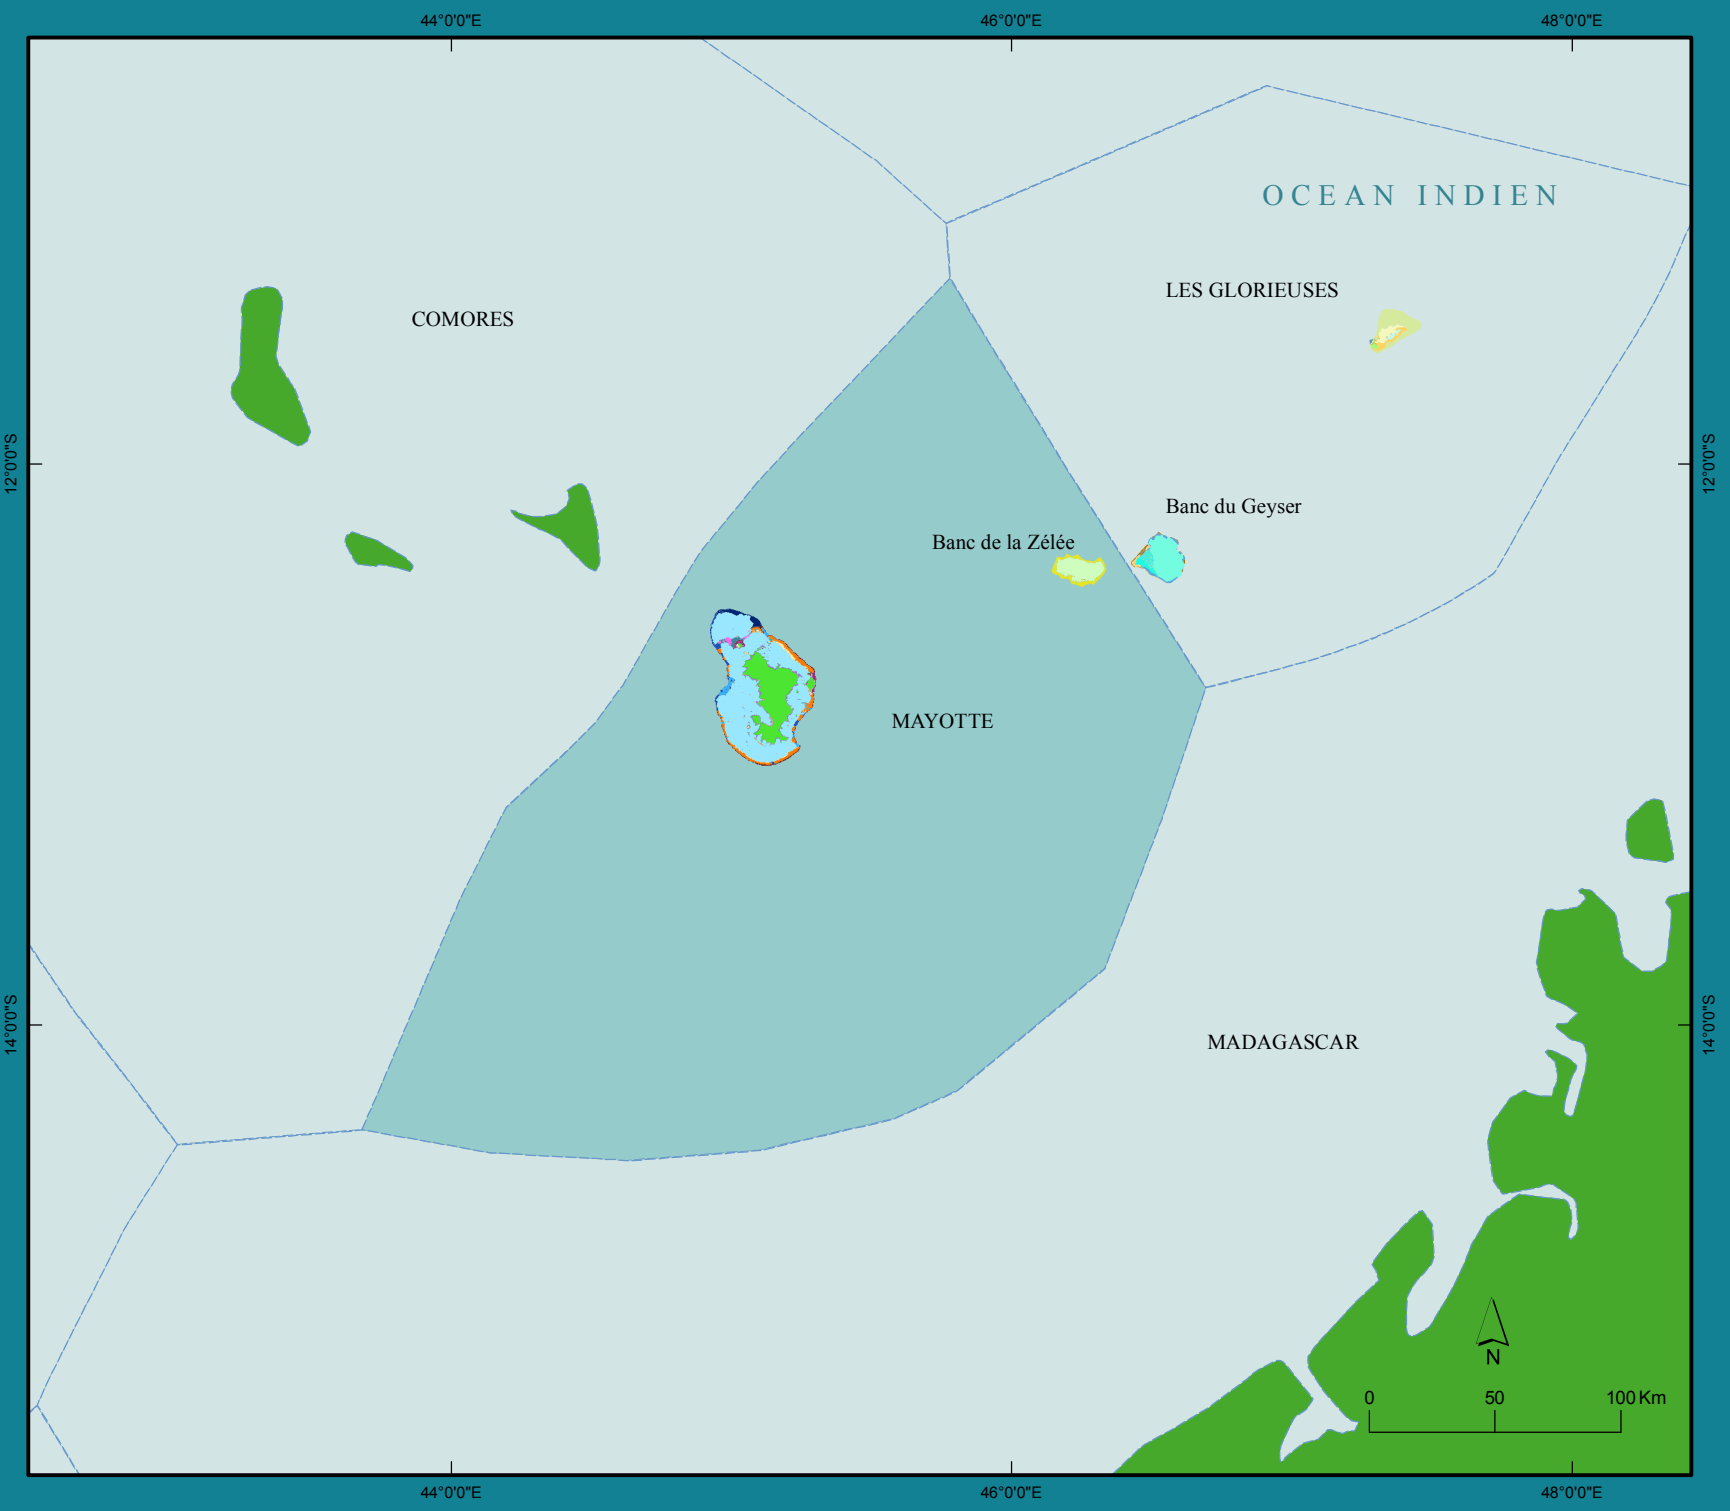 44°0'0"E
46°0'0"E
48°0'0"E
OCEAN INDIEN
LES GLORIEUSES
COMORES
12°0'0"S
12°0'0"S
Banc du Geyser
Banc de la Zélée
MAYOTTE
14°0'0"S
14°0'0"S
MADAGASCAR
N
0 50 100 Km
44°0'0"E
46°0'0"E
48°0'0"E